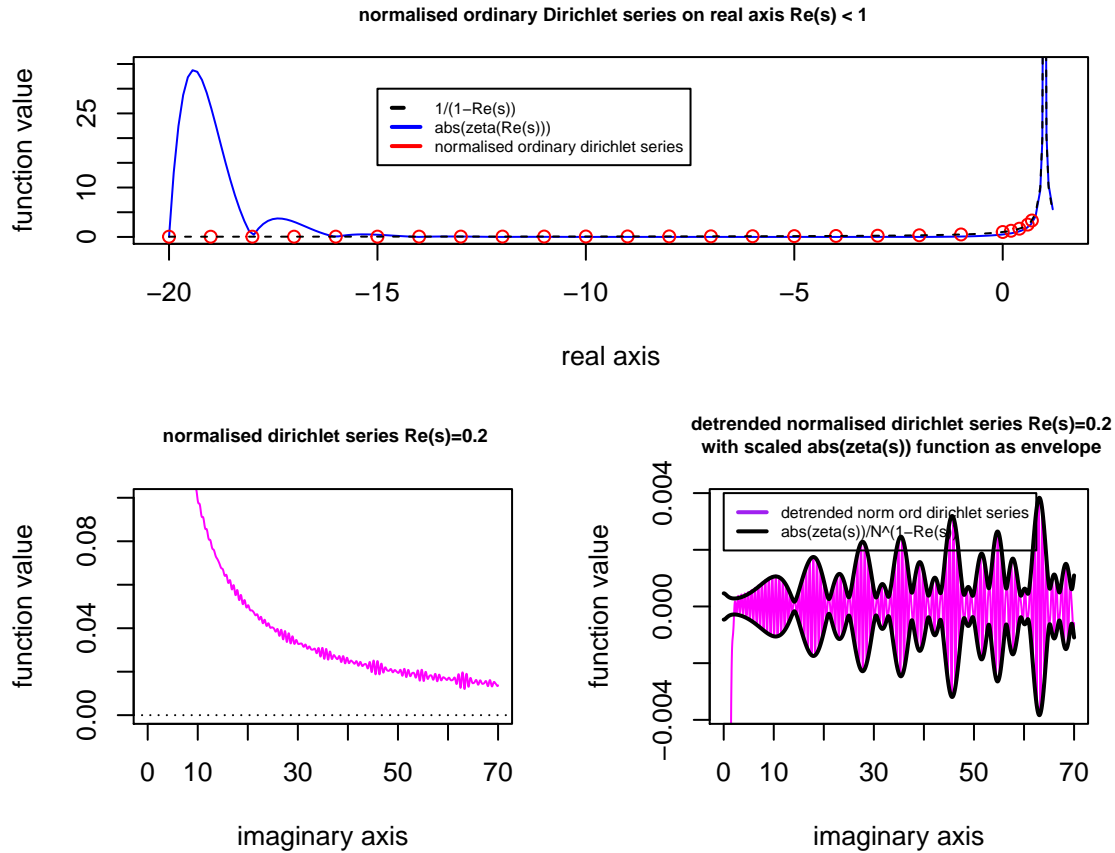 normalised ordinary Dirichlet series on real axis Re(s) < 1
function value
25
10
0
1/(1−Re(s))
abs(zeta(Re(s)))
normalised ordinary dirichlet series
−20
−15
−10
−5
0
real axis
normalised dirichlet series Re(s)=0.2
function value
0.08
0.04
0.00
0
10
30
50
70
imaginary axis
detrended normalised dirichlet series Re(s)=0.2
with scaled abs(zeta(s)) function as envelope
function value
0.004
0.000
−0.004
detrended norm ord dirichlet series
abs(zeta(s))/N^(1−Re(s
0
10
30
50
70
imaginary axis